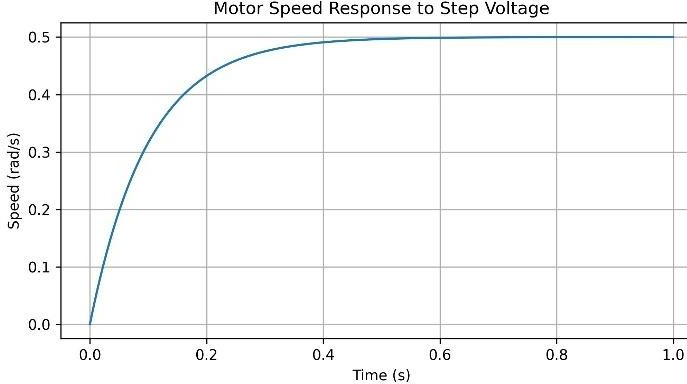 Motor Speed Response to Step Voltage
0.5
0.4
0.3
0.2
0.1
0.0
Speed (rad/s)
0.0 0.2 0.4 0.6 0.8 1.0
Time (s)